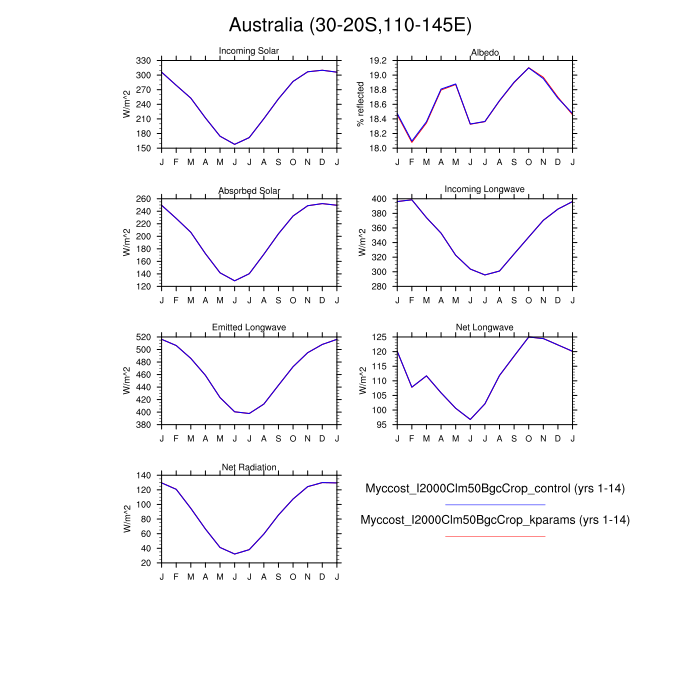 Australia (30-20S,110-145E)
Incoming Solar
W/m^2
330
300
270
240
210
180
150
J F M A M J J A S O N D J
Albedo
% reflected
19.2
19.0
18.8
18.6
18.4
18.2
18.0
J F M A M J J A S O N D J
Absorbed Solar
W/m^2
260
240
220
200
180
160
140
120
J F M A M J J A S O N D J
Incoming Longwave
W/m^2
400
380
360
340
320
300
280
J F M A M J J A S O N D J
Emitted Longwave
W/m^2
520
500
480
460
440
420
400
380
J F M A M J J A S O N D J
Net Longwave
W/m^2
125
120
115
110
105
100
95
J F M A M J J A S O N D J
Net Radiation
W/m^2
140
120
100
80
60
40
20
J F M A M J J A S O N D J
Myccost_I2000Clm50BgcCrop_control (yrs 1-14)
Myccost_I2000Clm50BgcCrop_kparams (yrs 1-14)